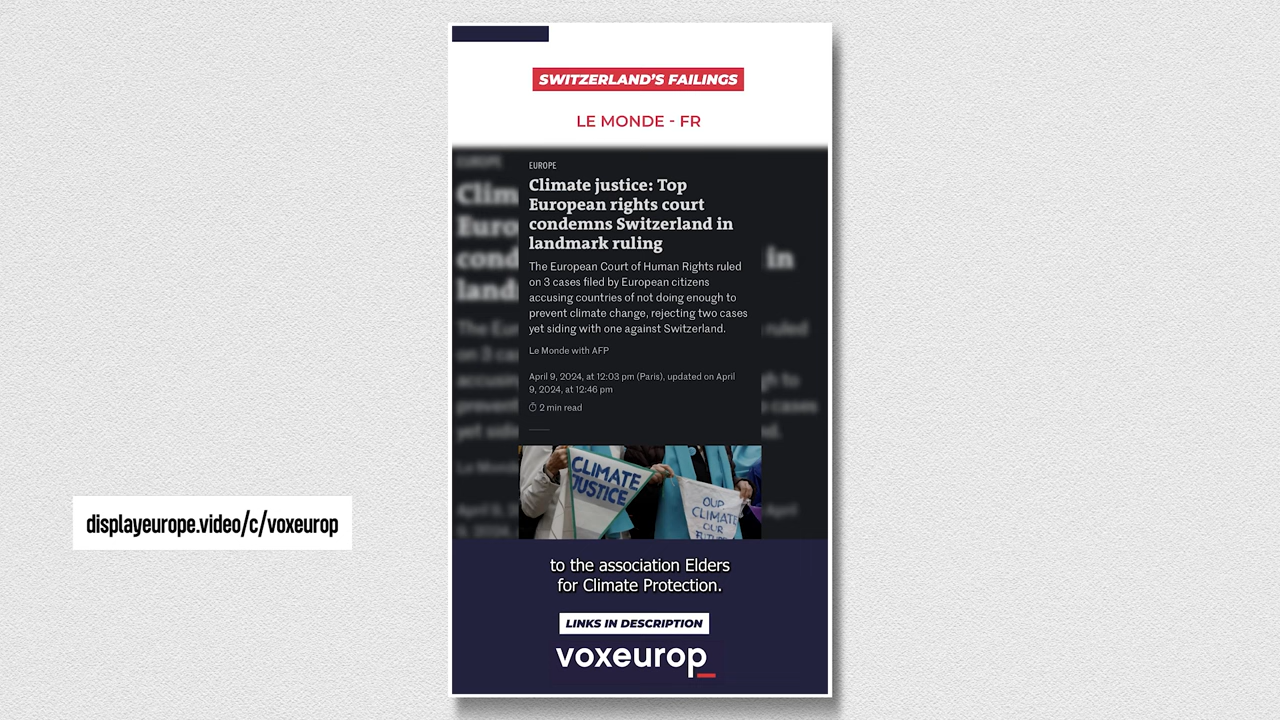 SWITZERLAND'S FAILINGS
LE MONDE - FR
EUROPE
Climate justice: Top
European rights court
condemns Switzerland in
landmark ruling
The European Court of Human Rights ruled
on 3 cases filed by European citizens
accusing countries of not doing enough to
prevent climate change, rejecting two cases
yet siding with one against Switzerland.
Le Monde with AFP
April 9, 2024, at 12:03 pm (Paris), updated on April
9, 2024, at 12:46 pm
2 min read
CLIMATE
JUSTICE
OUR
CLIMATE
OUR
displayeurope.video/c/voxeurop
to the association Elders
for Climate Protection.
LINKS IN DESCRIPTION
voxeurop_